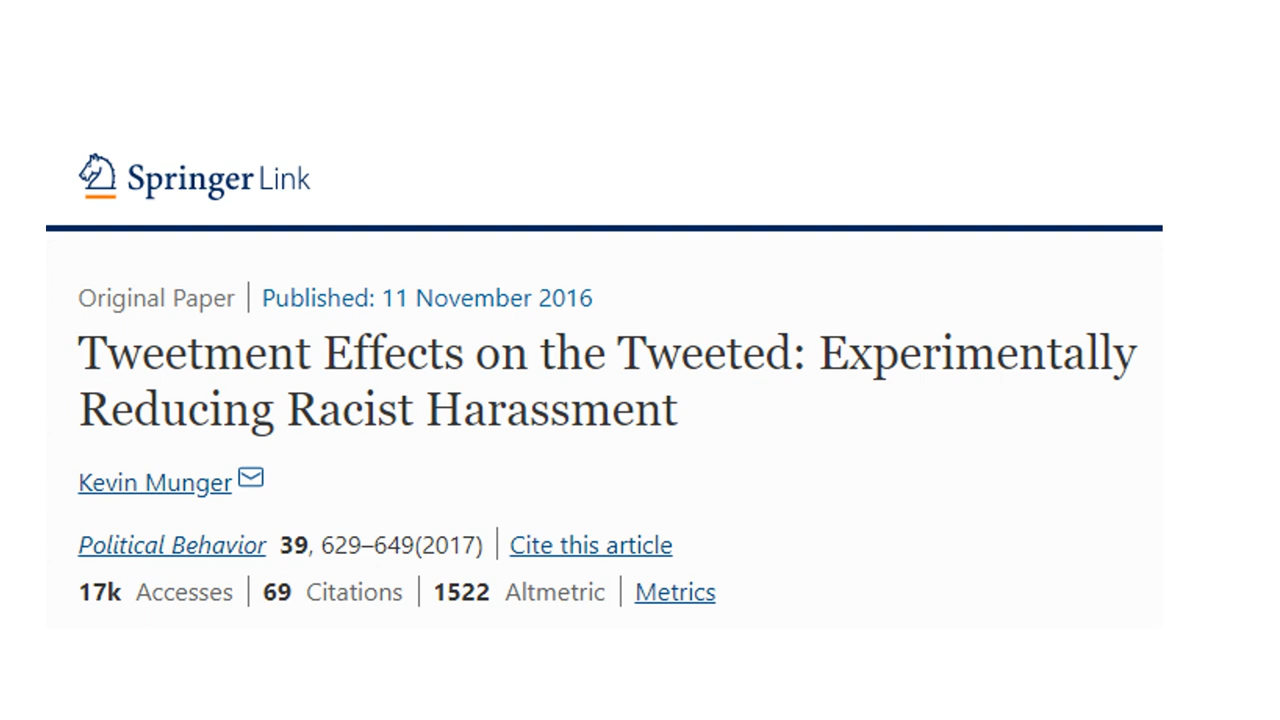 Springer Link
Original Paper | Published: 11 November 2016
Tweetment Effects on the Tweeted: Experimentally
Reducing Racist Harassment
Kevin Munger
Political Behavior 39, 629–649(2017) | Cite this article
17k Accesses | 69 Citations | 1522 Altmetric | Metrics